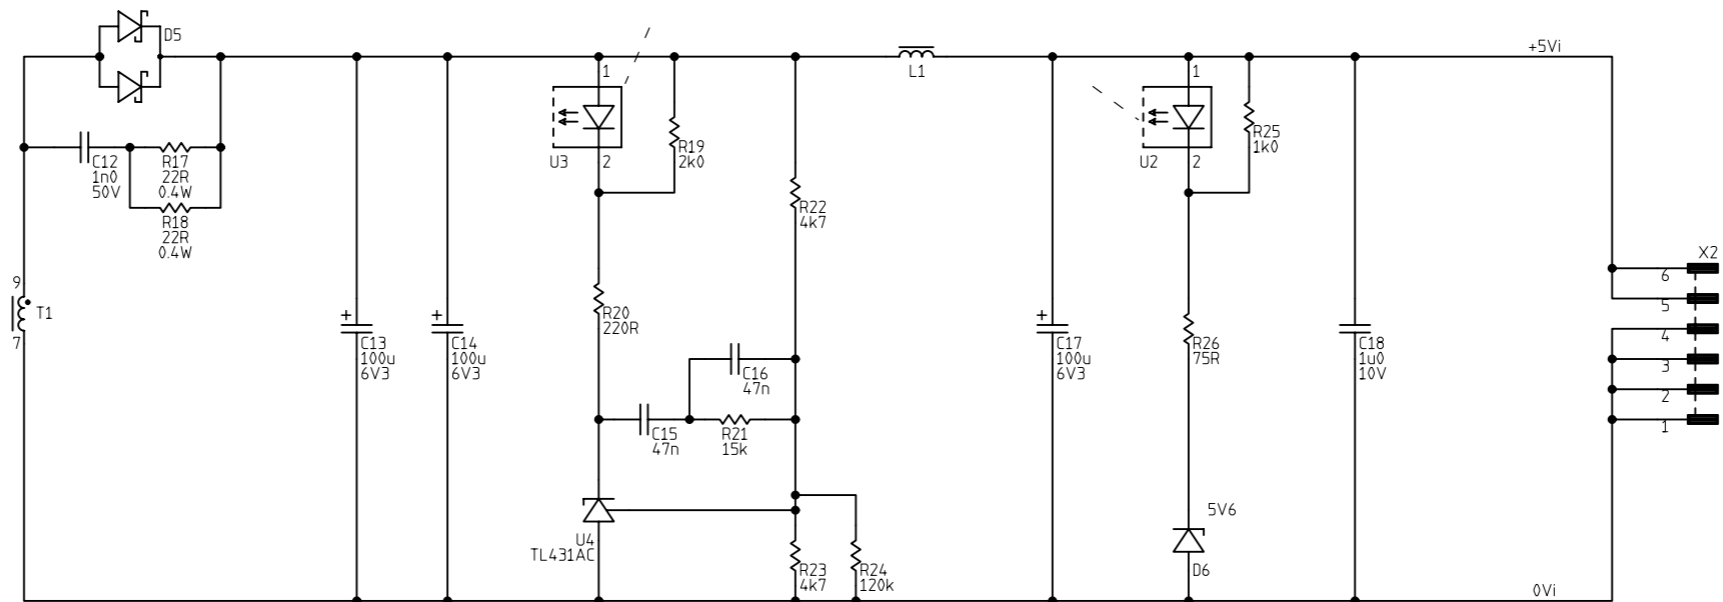 D5
+5Vi
1
1
L1
C12
1n0
50V
R17
22R
0.4W
R18
22R
0.4W
U3
2
R19
2k0
U2
2
R25
1k0
R22
4k7
9
T1
7
+
C13
100u
6V3
+
C14
100u
6V3
R20
220R
C16
47n
C15
47n
R21
15k
+
C17
100u
6V3
R26
75R
C18
1u0
10V
X2
6
5
4
3
2
1
U4
TL431AC
R23
4k7
R24
120k
5V6
D6
0Vi